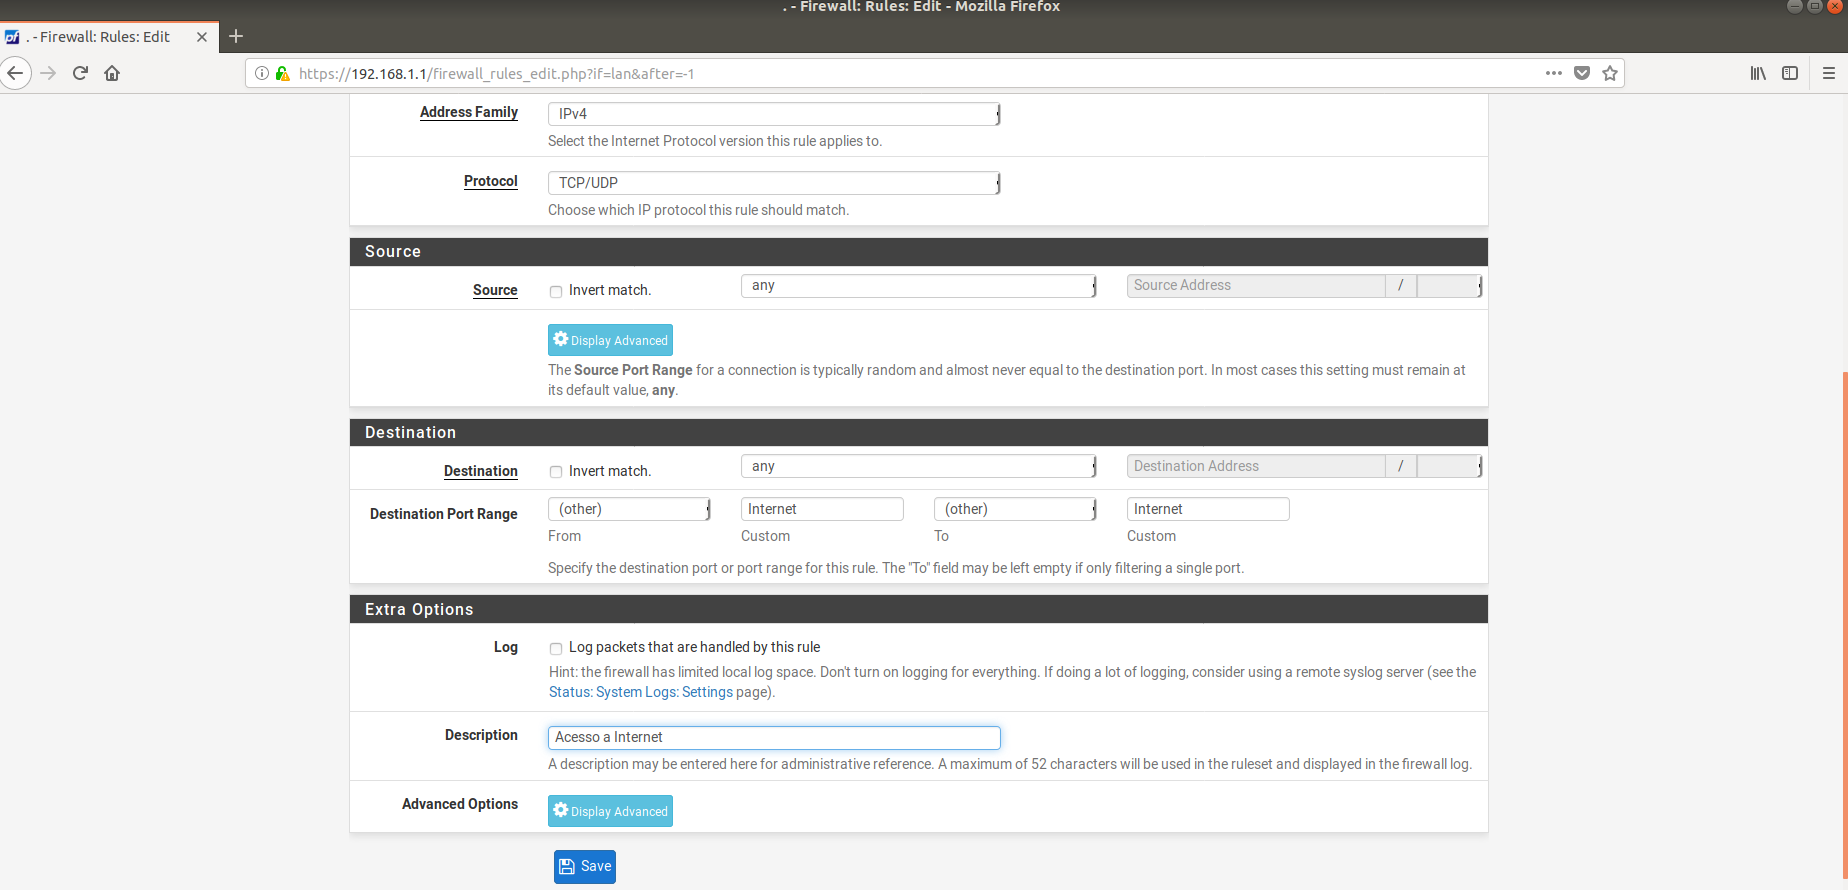 . - Firewall: Rules: Edit - Mozilla Firefox
pf . - Firewall: Rules: Edit
https://192.168.1.1/firewall_rules_edit.php?if=lan&after=-1
Address Family IPv4
Select the Internet Protocol version this rule applies to.
Protocol TCP/UDP
Choose which IP protocol this rule should match.
Source
Source Invert match. any Source Address /
Display Advanced
The Source Port Range for a connection is typically random and almost never equal to the destination port. In most cases this setting must remain at
its default value, any.
Destination
Destination Invert match. any Destination Address /
Destination Port Range (other) Internet (other) Internet
From Custom To Custom
Specify the destination port or port range for this rule. The "To" field may be left empty if only filtering a single port.
Extra Options
Log Log packets that are handled by this rule
Hint: the firewall has limited local log space. Don't turn on logging for everything. If doing a lot of logging, consider using a remote syslog server (see the
Status: System Logs: Settings page).
Description Acesso a Internet
A description may be entered here for administrative reference. A maximum of 52 characters will be used in the ruleset and displayed in the firewall log.
Advanced Options Display Advanced
Save